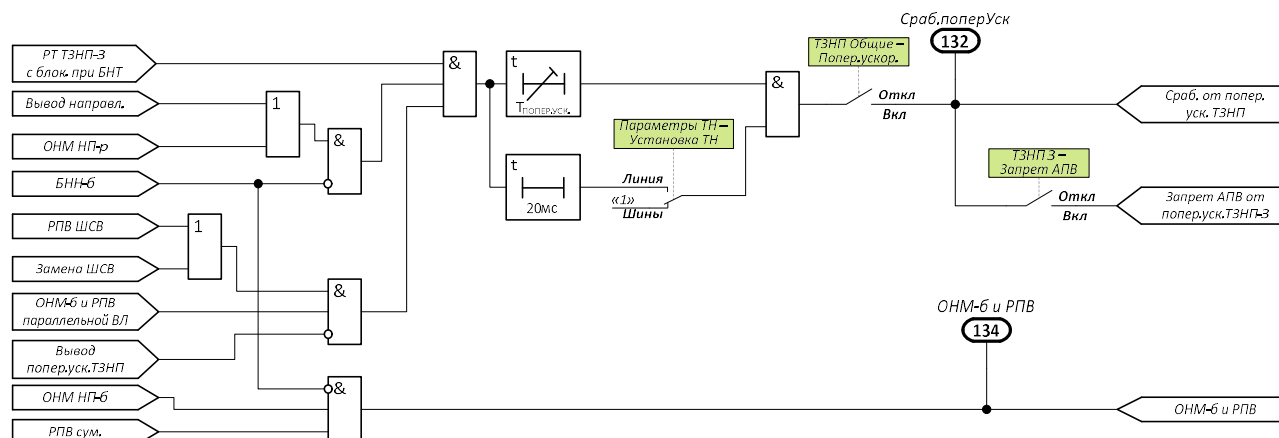 Сраб,поперУск
132
РТ ТЗНП-З
с блок. при БНТ
Вывод направл.
ОНМ НП-р
БНН-б
РПВ ШСВ
Замена ШСВ
ОНМ-б и РПВ
параллельной ВЛ
Вывод
попер.уск.ТЗНП
ОНМ НП-б
РПВ сум.
1
&
1
&
&
&
t
TПОПЕР.УСК.
t
20мс
Параметры ТН –
Установка ТН
Линия
«1»
Шины
&
ТЗНП Общие –
Попер.ускор.
Откл
Вкл
Сраб. от попер.
уск. ТЗНП
ТЗНП З –
Запрет АПВ
Откл
Вкл
Запрет АПВ от
попер.уск.ТЗНП-З
ОНМ-б и РПВ
134
ОНМ-б и РПВ